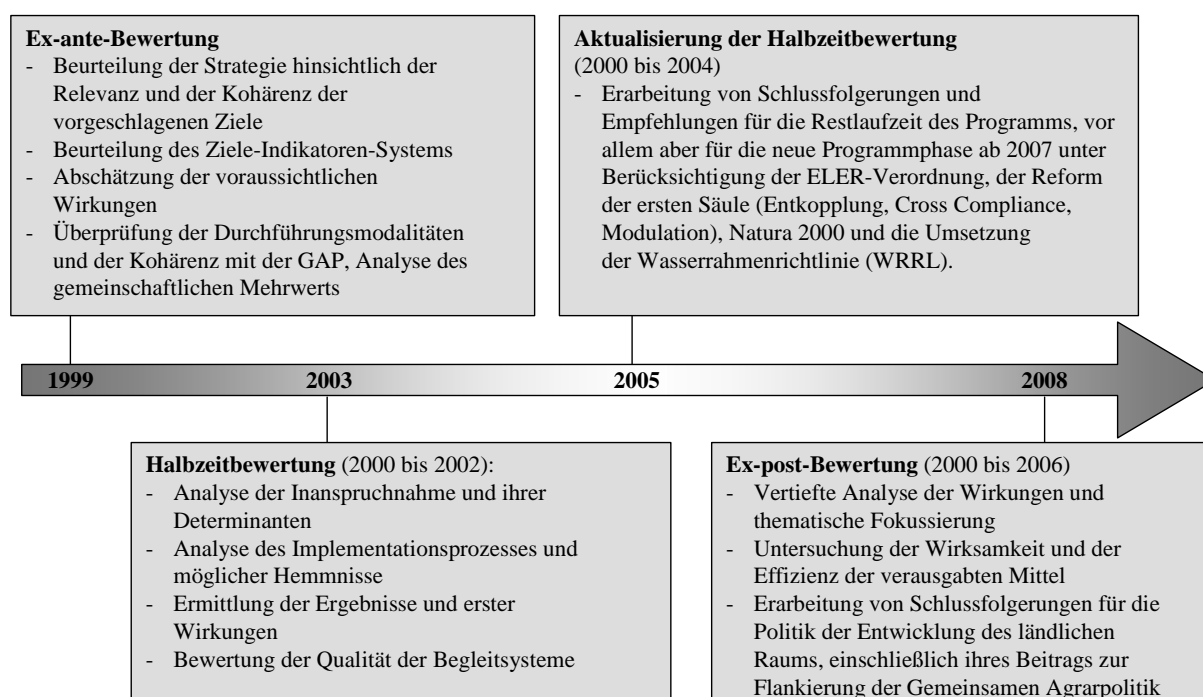 Ex-ante-Bewertung
- Beurteilung der Strategie hinsichtlich der
Relevanz und der Kohärenz der
vorgeschlagenen Ziele
- Beurteilung des Ziele-Indikatoren-Systems
- Abschätzung der voraussichtlichen
Wirkungen
- Überprüfung der Durchführungsmodalitäten
und der Kohärenz mit der GAP, Analyse des
gemeinschaftlichen Mehrwerts
Aktualisierung der Halbzeitbewertung
(2000 bis 2004)
- Erarbeitung von Schlussfolgerungen und
Empfehlungen für die Restlaufzeit des Programms, vor
allem aber für die neue Programmphase ab 2007 unter
Berücksichtigung der ELER-Verordnung, der Reform
der ersten Säule (Entkopplung, Cross Compliance,
Modulation), Natura 2000 und die Umsetzung
der Wasserrahmenrichtlinie (WRRL).
1999 2003 2005 2008
Halbzeitbewertung (2000 bis 2002):
- Analyse der Inanspruchnahme und ihrer
Determinanten
- Analyse des Implementationsprozesses und
möglicher Hemmnisse
- Ermittlung der Ergebnisse und erster
Wirkungen
- Bewertung der Qualität der Begleitsysteme
Ex-post-Bewertung (2000 bis 2006)
- Vertiefte Analyse der Wirkungen und
thematische Fokussierung
- Untersuchung der Wirksamkeit und der
Effizienz der verausgabten Mittel
- Erarbeitung von Schlussfolgerungen für die
Politik der Entwicklung des ländlichen
Raums, einschließlich ihres Beitrags zur
Flankierung der Gemeinsamen Agrarpolitik